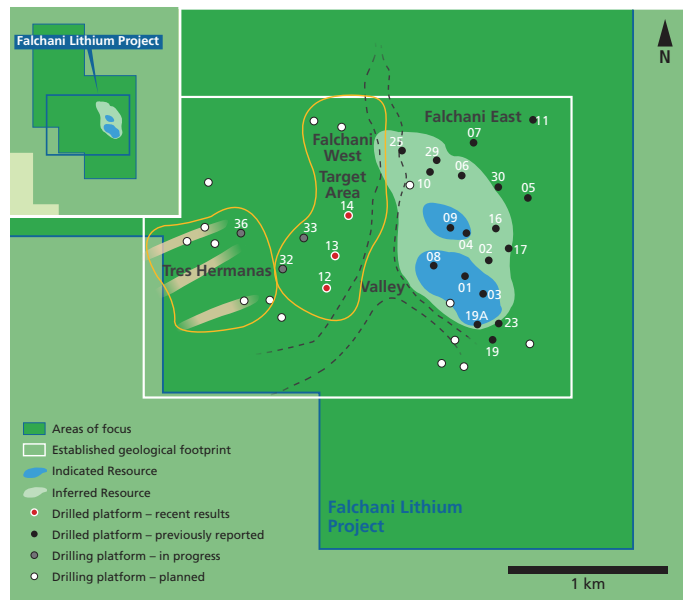 Falchani Lithium Project
N
Falchani East
11
07
25
29
Falchani
West
06
10
30
05
Target
Area
14
09
16
36
33
04
02
17
13
08
Tres Hermanas
32
12
Valley
01
03
19A
23
19
Areas of focus
Established geological footprint
Indicated Resource
Inferred Resource
Drilled platform – recent results
Drilled platform – previously reported
Drilling platform – in progress
Drilling platform – planned
Falchani Lithium
Project
1 km